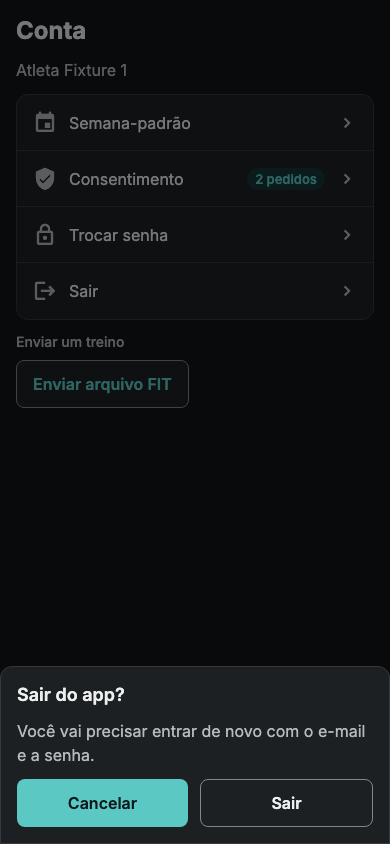 Conta
Atleta Fixture 1
Semana-padrão
Consentimento 2 pedidos
Trocar senha
Sair
Enviar um treino
Enviar arquivo FIT
Sair do app?
Você vai precisar entrar de novo com o e-mail
e a senha.
Cancelar Sair